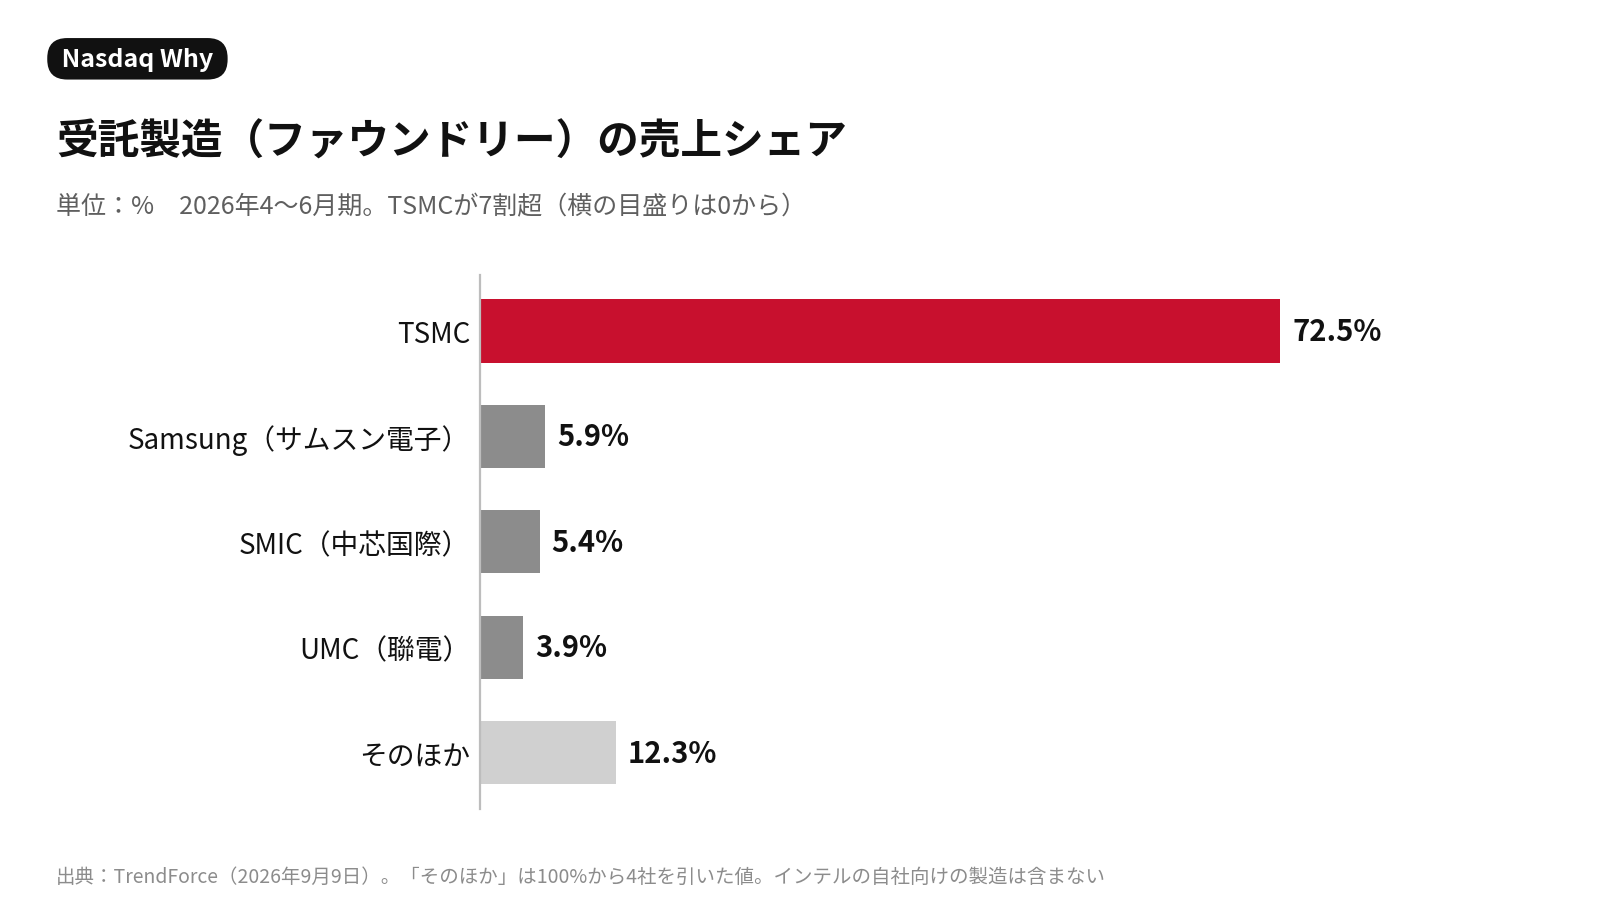 Nasdaq Why
受託製造（ファウンドリー）の売上シェア
単位：%　2026年4〜6月期。TSMCが7割超（横の目盛りは0から）
TSMC 72.5%
Samsung（サムスン電子） 5.9%
SMIC（中芯国際） 5.4%
UMC（聯電） 3.9%
そのほか 12.3%
出典：TrendForce（2026年9月9日）。「そのほか」は100%から4社を引いた値。インテルの自社向けの製造は含まない